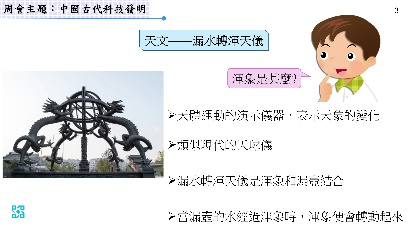 周會主題：中國古代科技發明
3
天文——漏水轉渾天儀
渾象是甚麼?
➢天體運動的演示儀器，表示天象的變化
➢類似現代的天球儀
➢漏水轉渾天儀是渾象和漏壺結合
➢當漏壺的水經過渾象時，渾象便會轉動起來